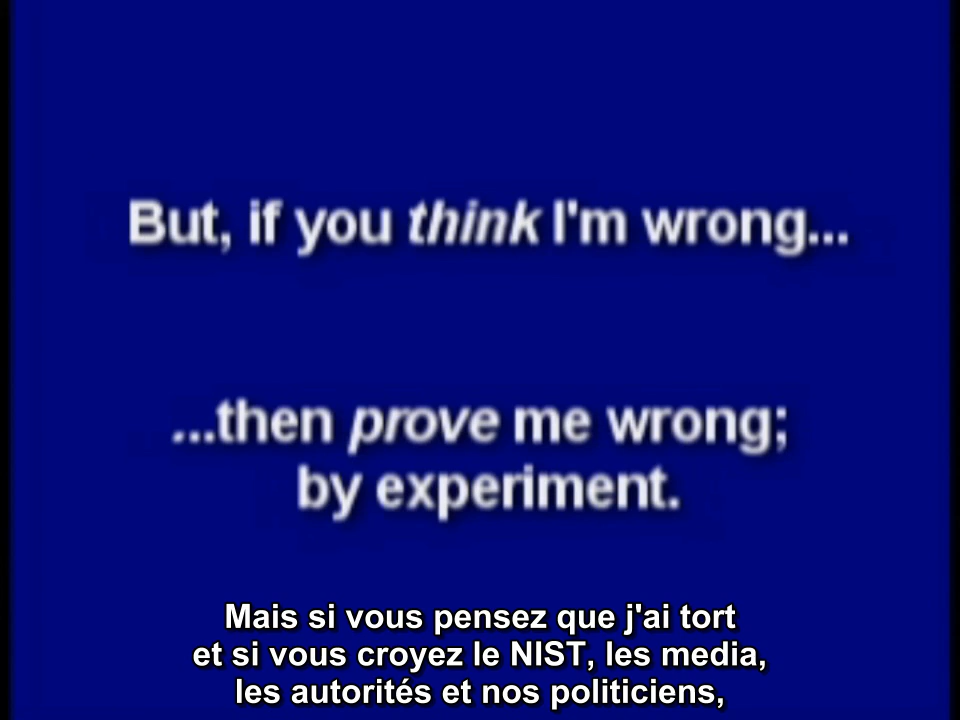 But, if you think I'm wrong...
...then prove me wrong;
by experiment.
Mais si vous pensez que j'ai tort
et si vous croyez le NIST, les media,
les autorités et nos politiciens,